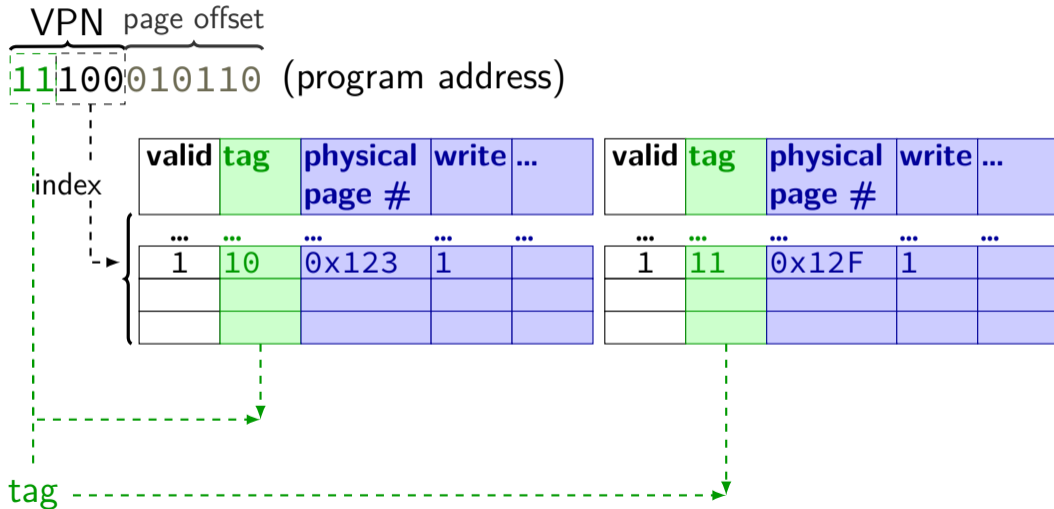 VPN page offset
11100010110 (program address)
valid tag physical page # write ... valid tag physical page # write ...
index
... ... ... ... ... ... ... ... ... ...
1 10 0x123 1 1 11 0x12F 1
tag